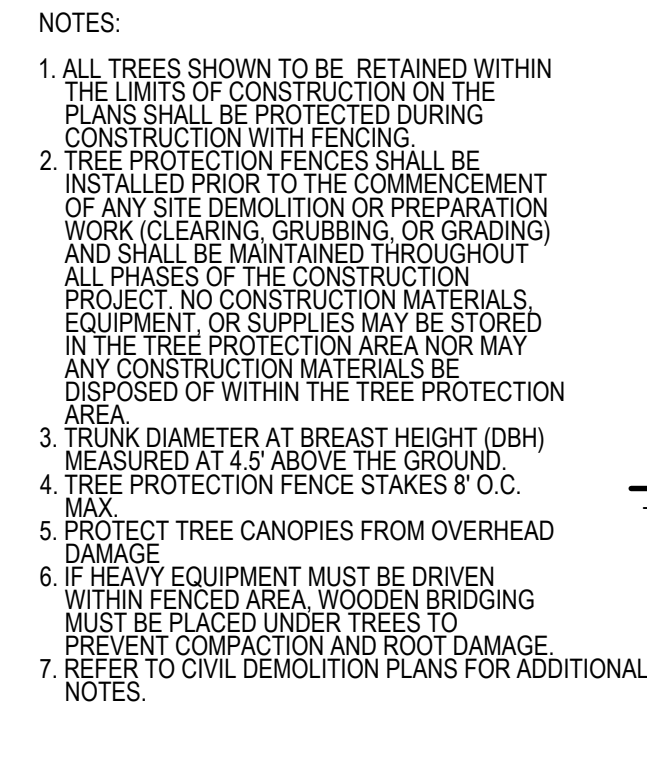 NOTES:
1. ALL TREES SHOWN TO BE  RETAINED WITHIN
THE LIMITS OF CONSTRUCTION ON THE
PLANS SHALL BE PROTECTED DURING
CONSTRUCTION WITH FENCING.
2. TREE PROTECTION FENCES SHALL BE
INSTALLED PRIOR TO THE COMMENCEMENT
OF ANY SITE DEMOLITION OR PREPARATION
WORK (CLEARING, GRUBBING, OR GRADING)
AND SHALL BE MAINTAINED THROUGHOUT
ALL PHASES OF THE CONSTRUCTION
PROJECT. NO CONSTRUCTION MATERIALS,
EQUIPMENT, OR SUPPLIES MAY BE STORED
IN THE TREE PROTECTION AREA NOR MAY
ANY CONSTRUCTION MATERIALS BE
DISPOSED OF WITHIN THE TREE PROTECTION
AREA.
3. TRUNK DIAMETER AT BREAST HEIGHT (DBH)
MEASURED AT 4.5' ABOVE THE GROUND.
4. TREE PROTECTION FENCE STAKES 8' O.C.
MAX.
5. PROTECT TREE CANOPIES FROM OVERHEAD
DAMAGE
6. IF HEAVY EQUIPMENT MUST BE DRIVEN
WITHIN FENCED AREA, WOODEN BRIDGING
MUST BE PLACED UNDER TREES TO
PREVENT COMPACTION AND ROOT DAMAGE.
7. REFER TO CIVIL DEMOLITION PLANS FOR ADDITIONAL
NOTES.